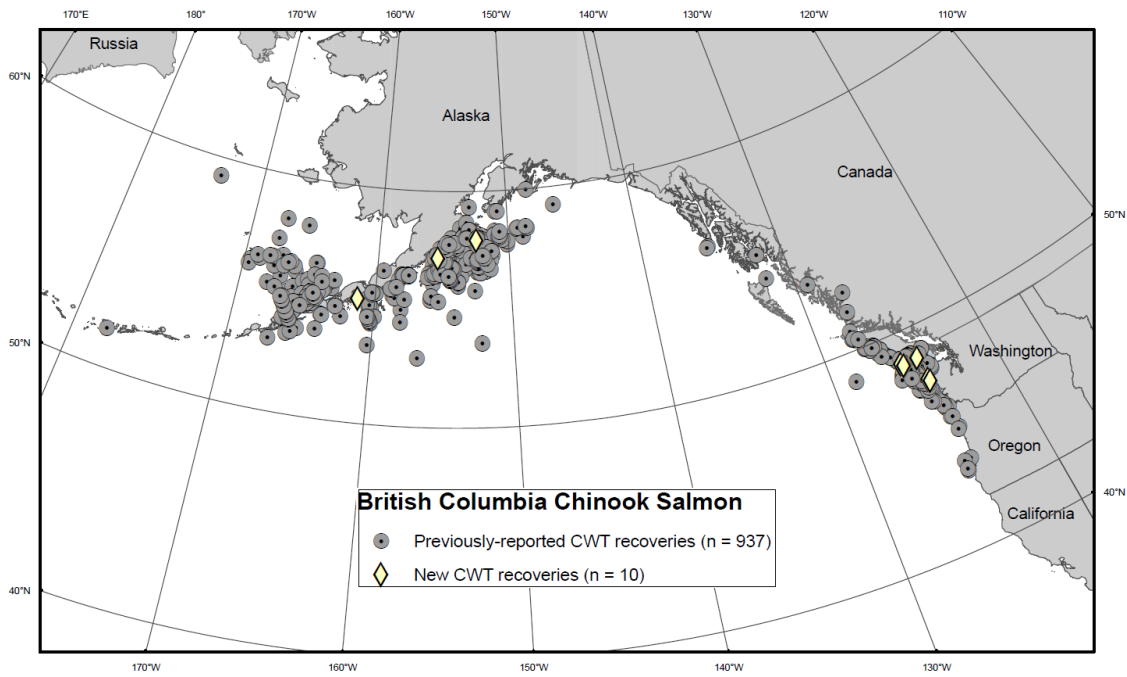 170°E 180° 170°W 160°W 150°W 140°W 130°W 120°W 110°W
Russia
60°N
Alaska
Canada
50°N
50°N
Washington
Oregon
40°N
British Columbia Chinook Salmon
California
Previously-reported CWT recoveries (n = 937)
New CWT recoveries (n = 10)
40°N
170°W 160°W 150°W 140°W 130°W